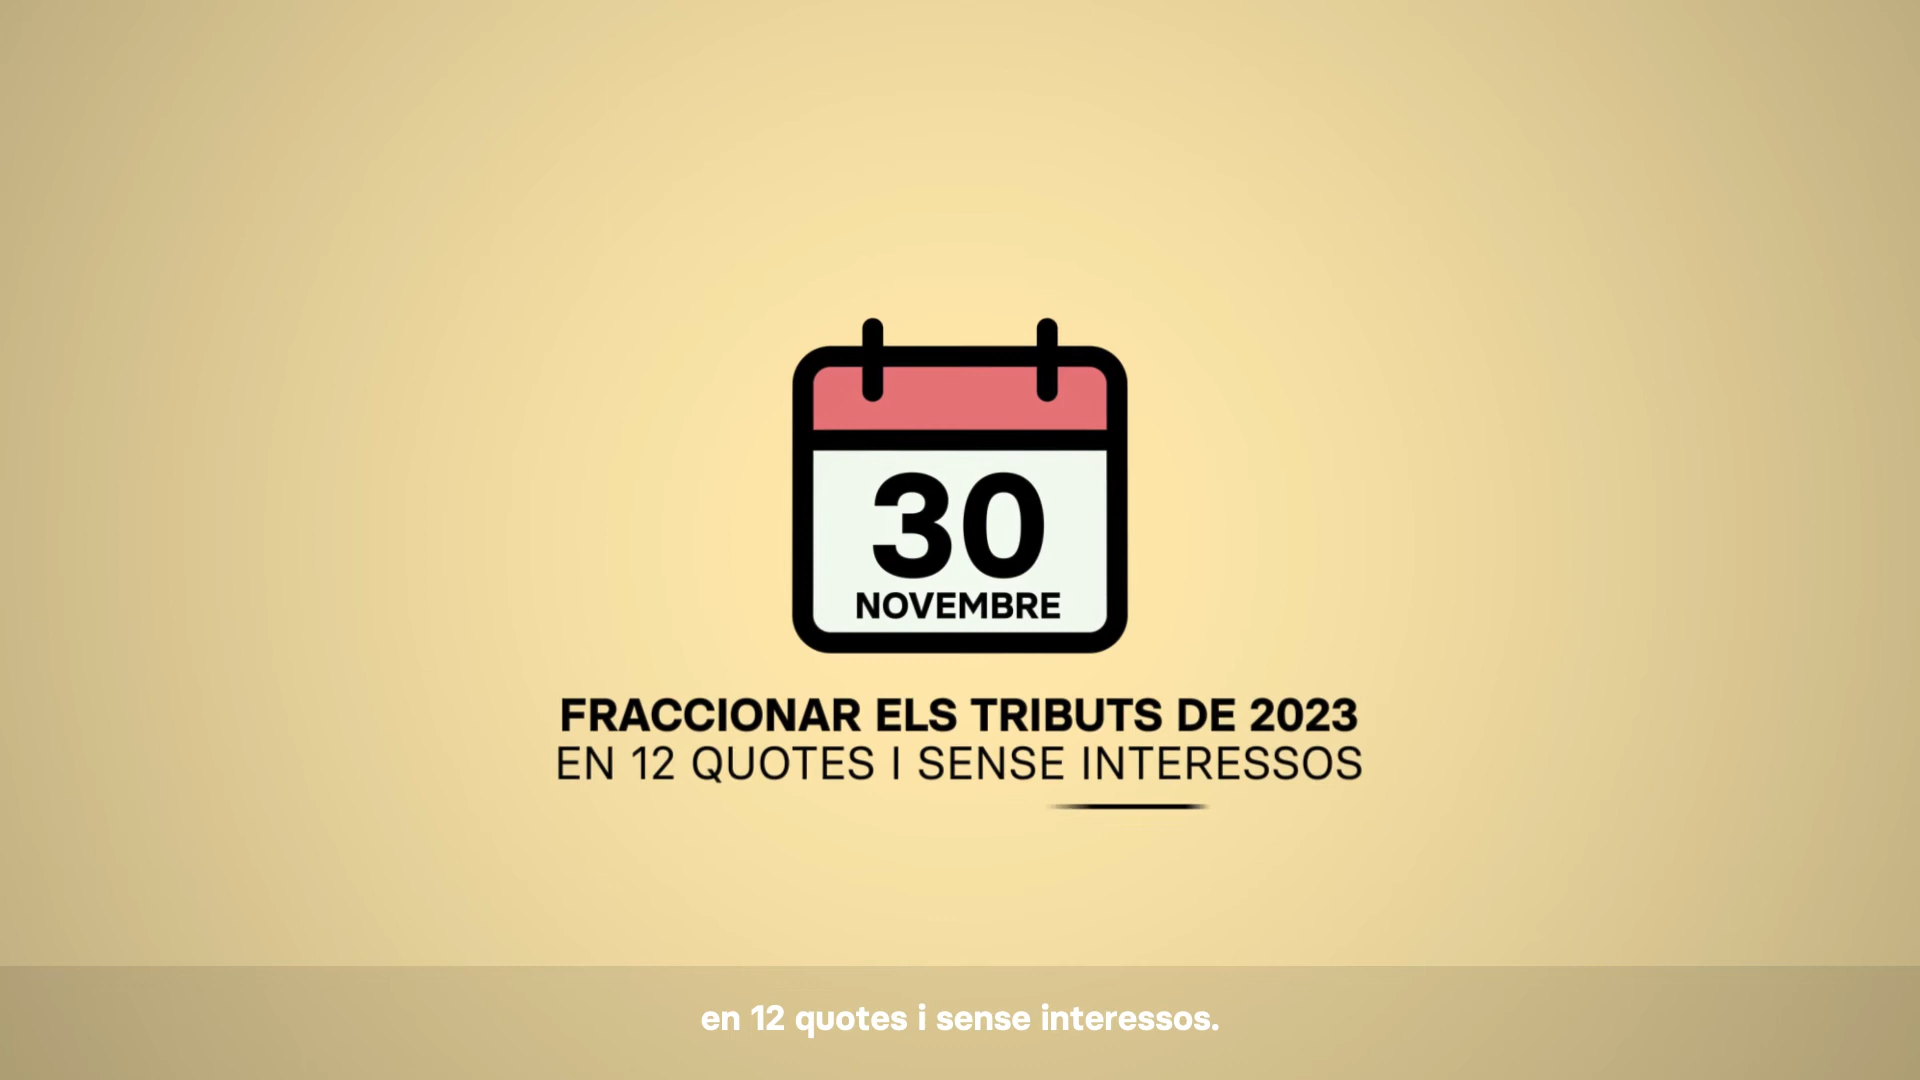 30
NOVEMBRE
FRACCIONAR ELS TRIBUTS DE 2023
EN 12 QUOTES I SENSE INTERESSOS
en 12 quotes i sense interessos.